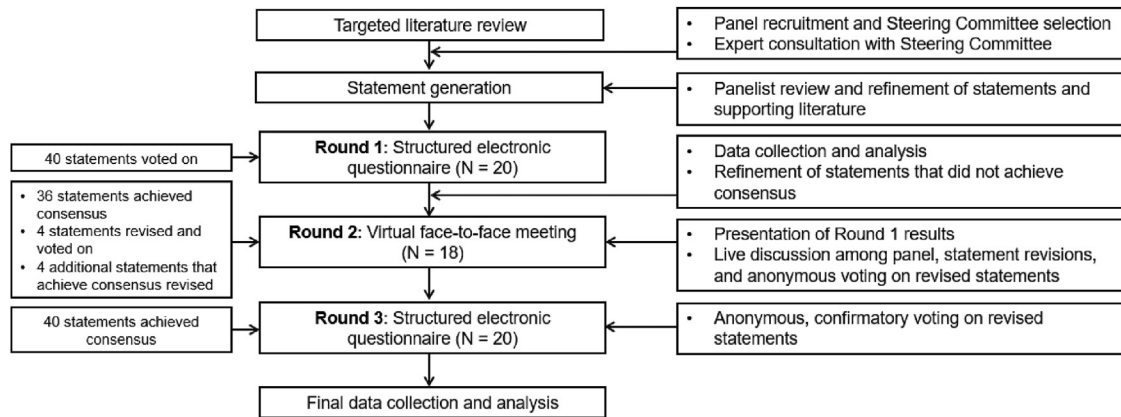 Targeted literature review
• Panel recruitment and Steering Committee selection
• Expert consultation with Steering Committee
Statement generation
• Panelist review and refinement of statements and
supporting literature
40 statements voted on
Round 1: Structured electronic
questionnaire (N = 20)
• Data collection and analysis
• Refinement of statements that did not achieve
consensus
• 36 statements achieved
consensus
• 4 statements revised and
voted on
• 4 additional statements that
achieve consensus revised
Round 2: Virtual face-to-face meeting
(N = 18)
• Presentation of Round 1 results
• Live discussion among panel, statement revisions,
and anonymous voting on revised statements
40 statements achieved
consensus
Round 3: Structured electronic
questionnaire (N = 20)
• Anonymous, confirmatory voting on revised
statements
Final data collection and analysis